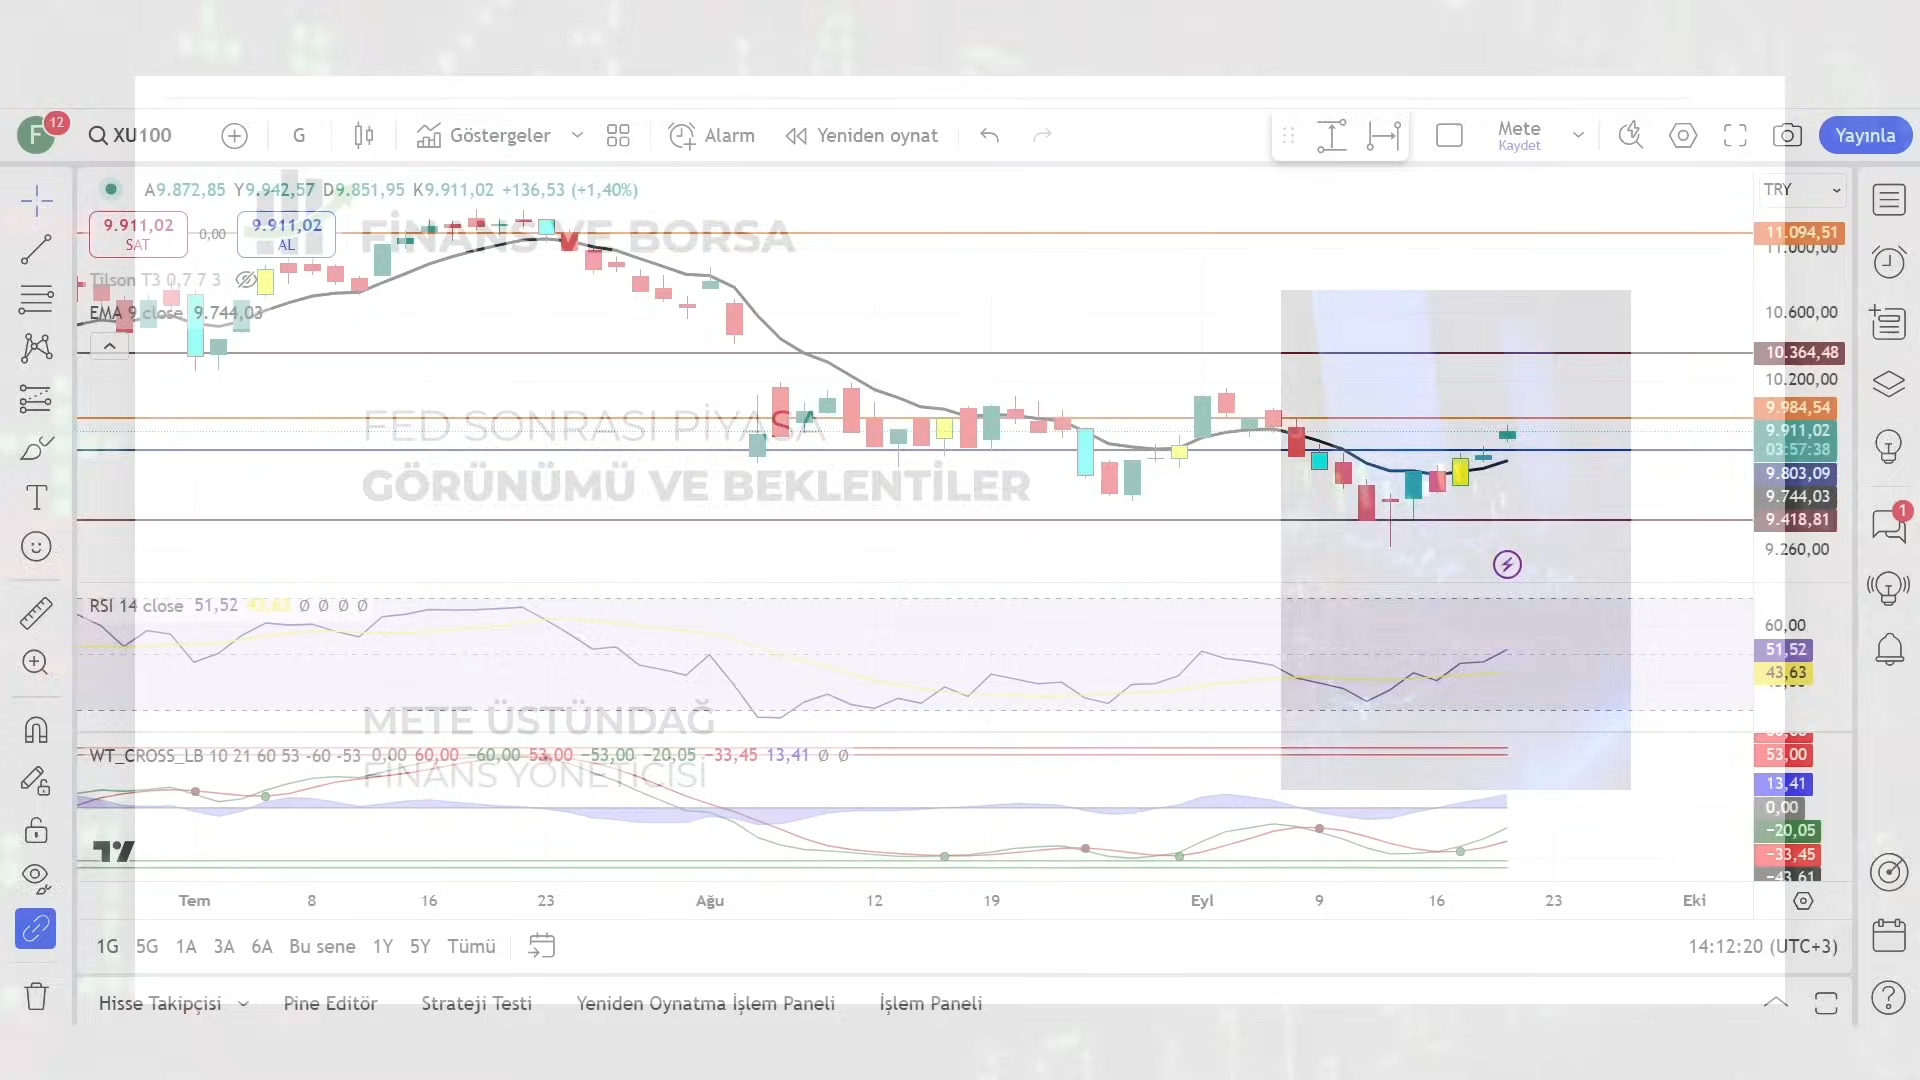 F
12
XU100
G
Göstergeler
Alarm
Yeniden oynat
Mete
Kaydet
Yayınla
A9.872,85 Y9.942,57 D9.851,95 K9.911,02 +136,53 (+1,40%)
TRY
9.911,02
SAT
0,00
9.911,02
AL
FİNANS VE BORSA
11.094,51
11.000,00
Tilson T3 0,7 7 3
EMA 9 close 9.744,03
10.600,00
10.364,48
10.200,00
9.984,54
FED SONRASI PİYASA
9.911,02
03:57:38
9.803,09
GÖRÜNÜMÜ VE BEKLENTİLER
9.744,03
9.418,81
1
9.260,00
RSI 14 close 51,52 43,63 Ø Ø Ø Ø
60,00
51,52
43,63
METE ÜSTÜNDAĞ
WT_CROSS_LB 10 21 60 53 -60 -53 0,00 60,00 −60,00 53,00 −53,00 −20,05 −33,45 13,41 Ø Ø
53,00
FİNANS YÖNETİCİSİ
13,41
0,00
−20,05
−33,45
−43,61
Tem 8 16 23 Ağu 12 19 Eyl 9 16 23 Eki
1G 5G 1A 3A 6A Bu sene 1Y 5Y Tümü
14:12:20 (UTC+3)
Hisse Takipçisi Pine Editör Strateji Testi Yeniden Oynatma İşlem Paneli İşlem Paneli